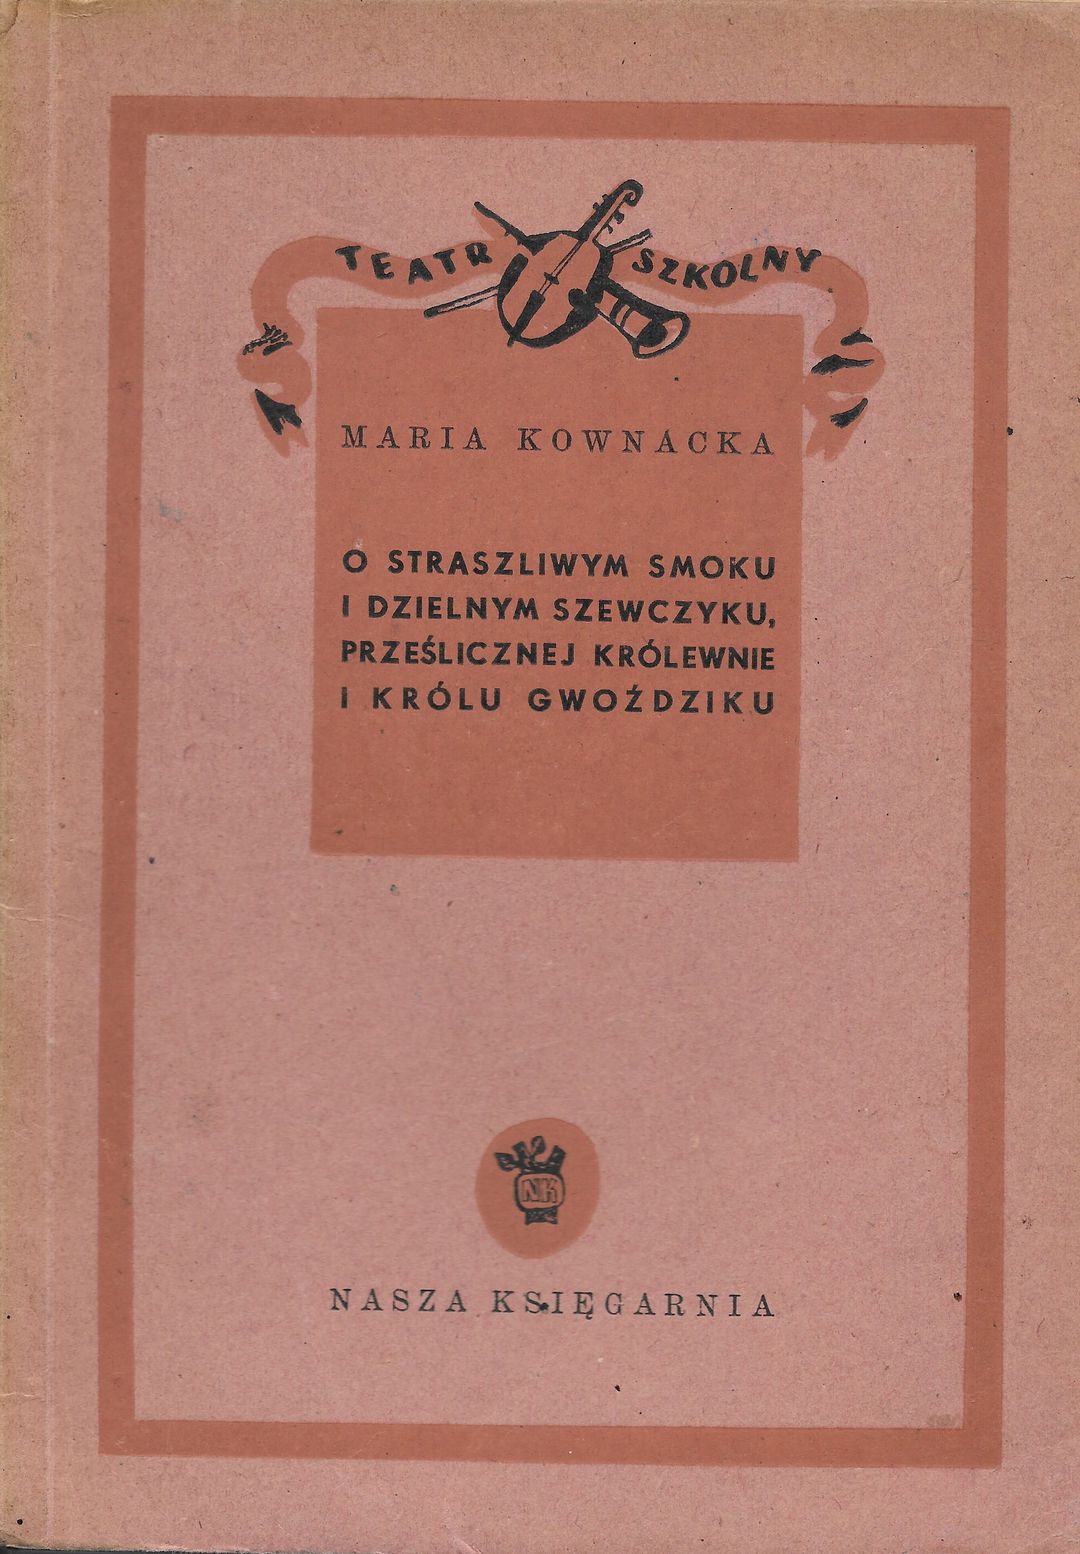 TEATR SZKOLNY
MARIA KOWNACKA
O STRASZLIWYM SMOKU
I DZIELNYM SZEWCZYKU,
PRZEŚLICZNEJ KRÓLEWNIE
I KRÓLU GWOŹDZIKU
NK
NASZA KSIĘGARNIA